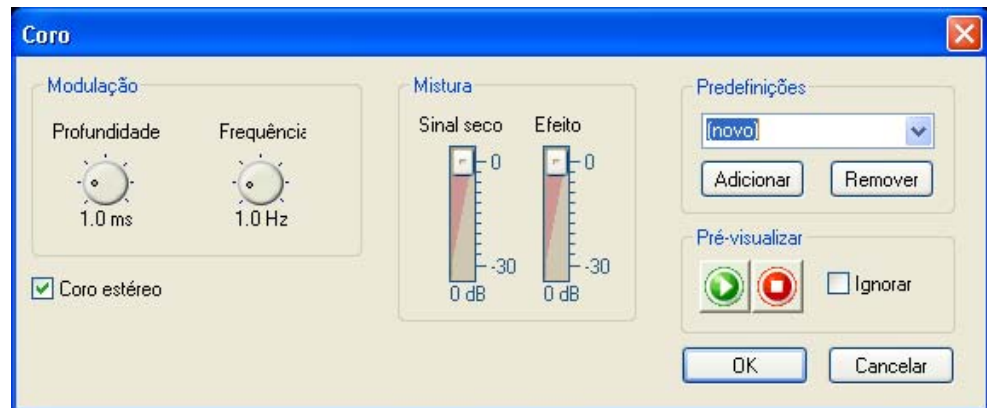 Coro
Modulação
Profundidade
Frequência
1.0 ms
1.0 Hz
Coro estéreo
Mistura
Sinal seco
Efeito
0
0
-30
-30
0 dB
0 dB
Predefinições
(novo)
Adicionar
Remover
Pré-visualizar
Ignorar
OK
Cancelar